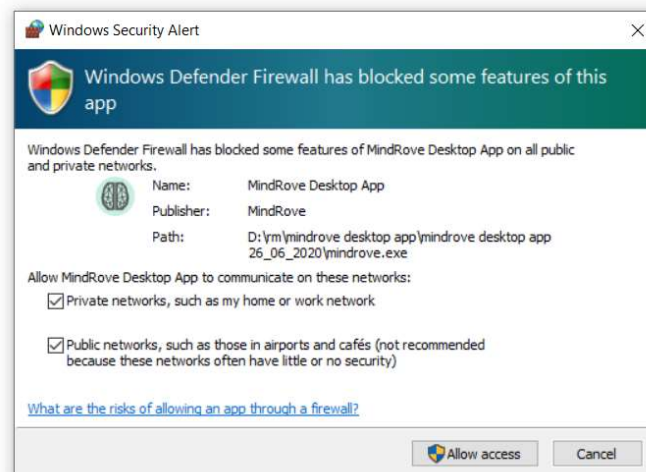 Windows Security Alert
Windows Defender Firewall has blocked some features of this
app
Windows Defender Firewall has blocked some features of MindRove Desktop App on all public
and private networks.
Name: MindRove Desktop App
Publisher: MindRove
Path: D:\rm\mindrove desktop app\mindrove desktop app
26_06_2020\mindrove.exe
Allow MindRove Desktop App to communicate on these networks:
Private networks, such as my home or work network
Public networks, such as those in airports and cafés (not recommended
because these networks often have little or no security)
What are the risks of allowing an app through a firewall?
Allow access Cancel